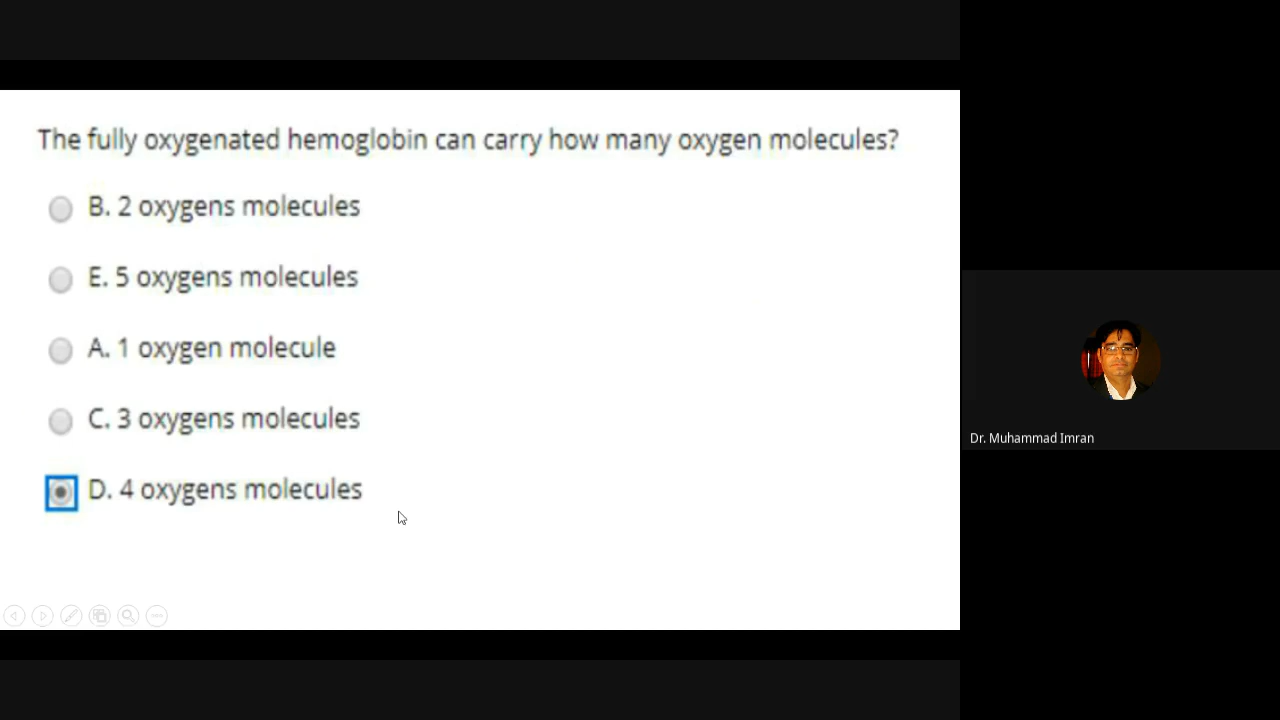 The fully oxygenated hemoglobin can carry how many oxygen molecules?
B. 2 oxygens molecules
E. 5 oxygens molecules
A. 1 oxygen molecule
C. 3 oxygens molecules
D. 4 oxygens molecules
Dr. Muhammad Imran